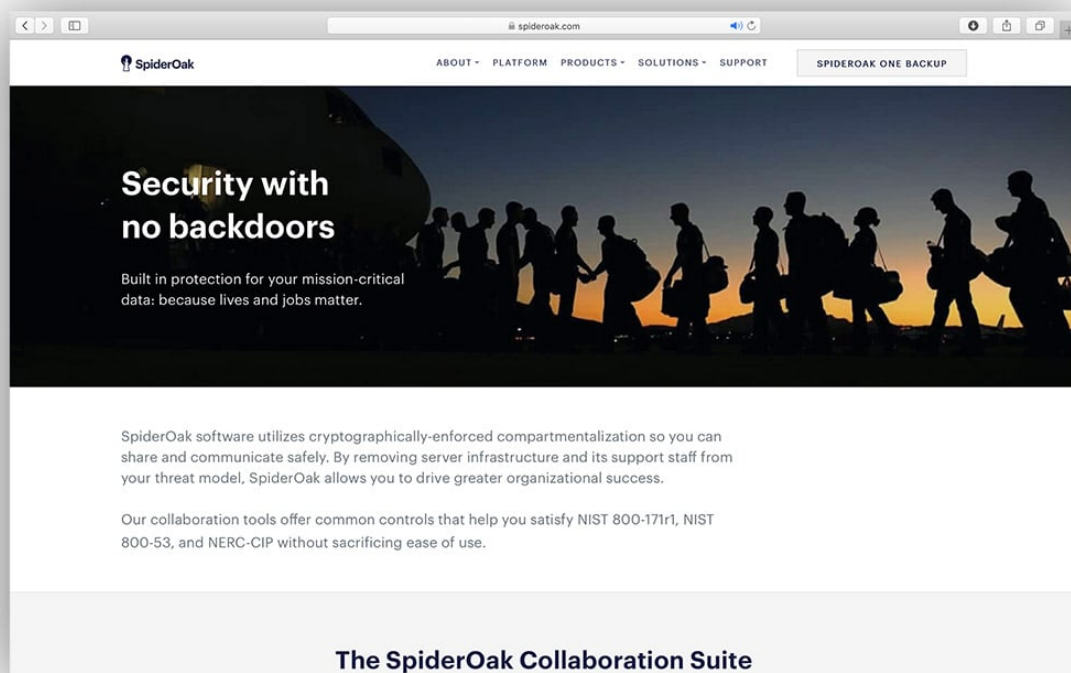 spideroak.com
SpiderOak
ABOUT PLATFORM PRODUCTS SOLUTIONS SUPPORT SPIDEROAK ONE BACKUP
Security with
no backdoors
Built in protection for your mission-critical
data: because lives and jobs matter.
SpiderOak software utilizes cryptographically-enforced compartmentalization so you can
share and communicate safely. By removing server infrastructure and its support staff from
your threat model, SpiderOak allows you to drive greater organizational success.
Our collaboration tools offer common controls that help you satisfy NIST 800-171r1, NIST
800-53, and NERC-CIP without sacrificing ease of use.
The SpiderOak Collaboration Suite